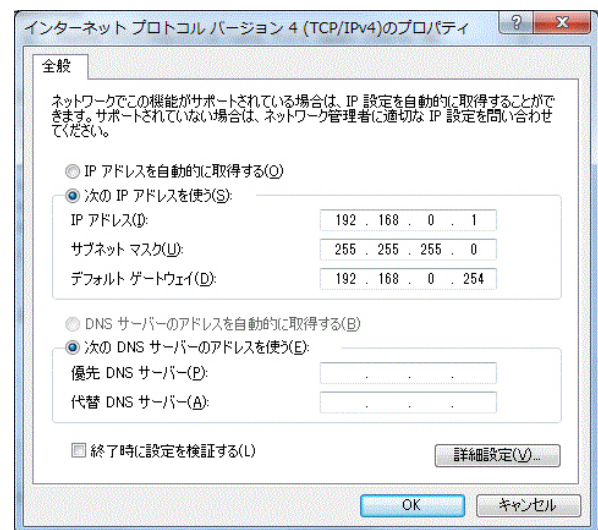 インターネット プロトコル バージョン 4 (TCP/IPv4)のプロパティ
全般
ネットワークでこの機能がサポートされている場合は、IP 設定を自動的に取得することがで
きます。サポートされていない場合は、ネットワーク管理者に適切な IP 設定を問い合わせ
てください。
IP アドレスを自動的に取得する(O)
次の IP アドレスを使う(S):
IP アドレス(I): 192 . 168 . 0 . 1
サブネット マスク(U): 255 . 255 . 255 . 0
デフォルト ゲートウェイ(D): 192 . 168 . 0 . 254
DNS サーバーのアドレスを自動的に取得する(B)
次の DNS サーバーのアドレスを使う(E):
優先 DNS サーバー(P): . . .
代替 DNS サーバー(A): . . .
終了時に設定を検証する(L)
詳細設定(V)...
OK キャンセル